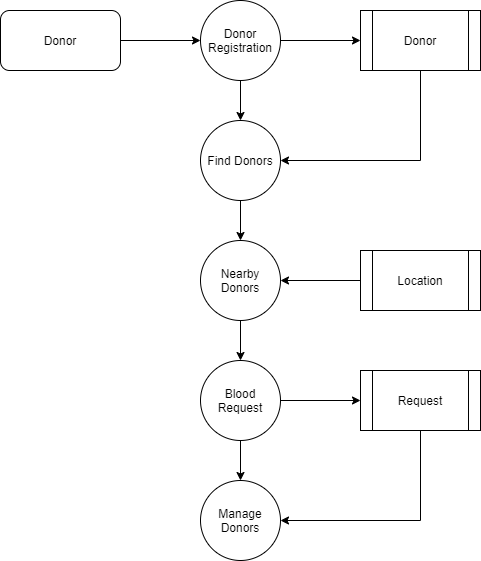 Donor
Donor
Registration
Donor
Find Donors
Nearby
Donors
Location
Blood
Request
Request
Manage
Donors